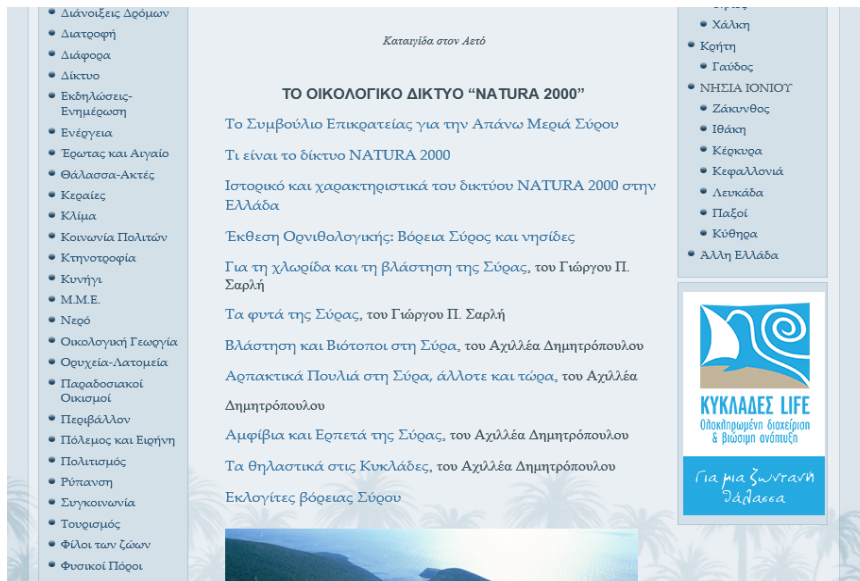 Διάνοιξεις Δρόμων
Διατροφή
Διάφορα
Δίκτυο
Εκδηλώσεις-
Ενημέρωση
Ενέργεια
Έρωτας και Αιγαίο
Θάλασσα-Ακτές
Κεραίες
Κλίμα
Κοινωνία Πολιτών
Κτηνοτροφία
Κυνήγι
Μ.Μ.Ε.
Νερό
Οικολογική Γεωργία
Ορυχεία-Λατομεία
Παραδοσιακοί
Οικισμοί
Περιβάλλον
Πόλεμος και Ειρήνη
Πολιτισμός
Ρύπανση
Συγκοινωνία
Τουρισμός
Φίλοι των ζώων
Φυσικοί Πόροι
Καταιγίδα στον Αετό
ΤΟ ΟΙΚΟΛΟΓΙΚΟ ΔΙΚΤΥΟ “NATURA 2000”
Το Συμβούλιο Επικρατείας για την Απάνω Μεριά Σύρου
Τι είναι το δίκτυο NATURA 2000
Ιστορικό και χαρακτηριστικά του δικτύου NATURA 2000 στην
Ελλάδα
Έκθεση Ορνιθολογικής: Βόρεια Σύρος και νησίδες
Για τη χλωρίδα και τη βλάστηση της Σύρας, του Γιώργου Π.
Σαρλή
Τα φυτά της Σύρας, του Γιώργου Π. Σαρλή
Βλάστηση και Βιότοποι στη Σύρα, του Αχιλλέα Δημητρόπουλου
Αρπακτικά Πουλιά στη Σύρα, άλλοτε και τώρα, του Αχιλλέα
Δημητρόπουλου
Αμφίβια και Ερπετά της Σύρας, του Αχιλλέα Δημητρόπουλου
Τα θηλαστικά στις Κυκλάδες, του Αχιλλέα Δημητρόπουλου
Εκλογίτες βόρειας Σύρου
Χάλκη
Κρήτη
Γαύδος
ΝΗΣΙΑ ΙΟΝΙΟΥ
Ζάκυνθος
Ιθάκη
Κέρκυρα
Κεφαλλονιά
Λευκάδα
Παξοί
Κύθηρα
Άλλη Ελλάδα
ΚΥΚΛΑΔΕΣ LIFE
Ολοκληρωμένη διαχείριση
& βιώσιμη ανάπτυξη
Για μια ζωντανή
θάλασσα